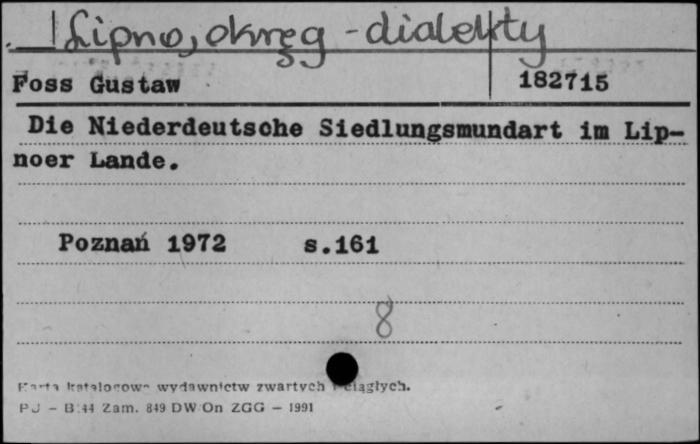 Lipno, okręg - dialekty
Foss Gustaw 182715
Die Niederdeutsche Siedlungsmundart im Lip-
noer Lande.
Poznań 1972 s.161
8
Karta katalogowa wydawnictw zwartych i ciągłych.
PU - B/44 Zam. 849 DW/On ZGG - 1991